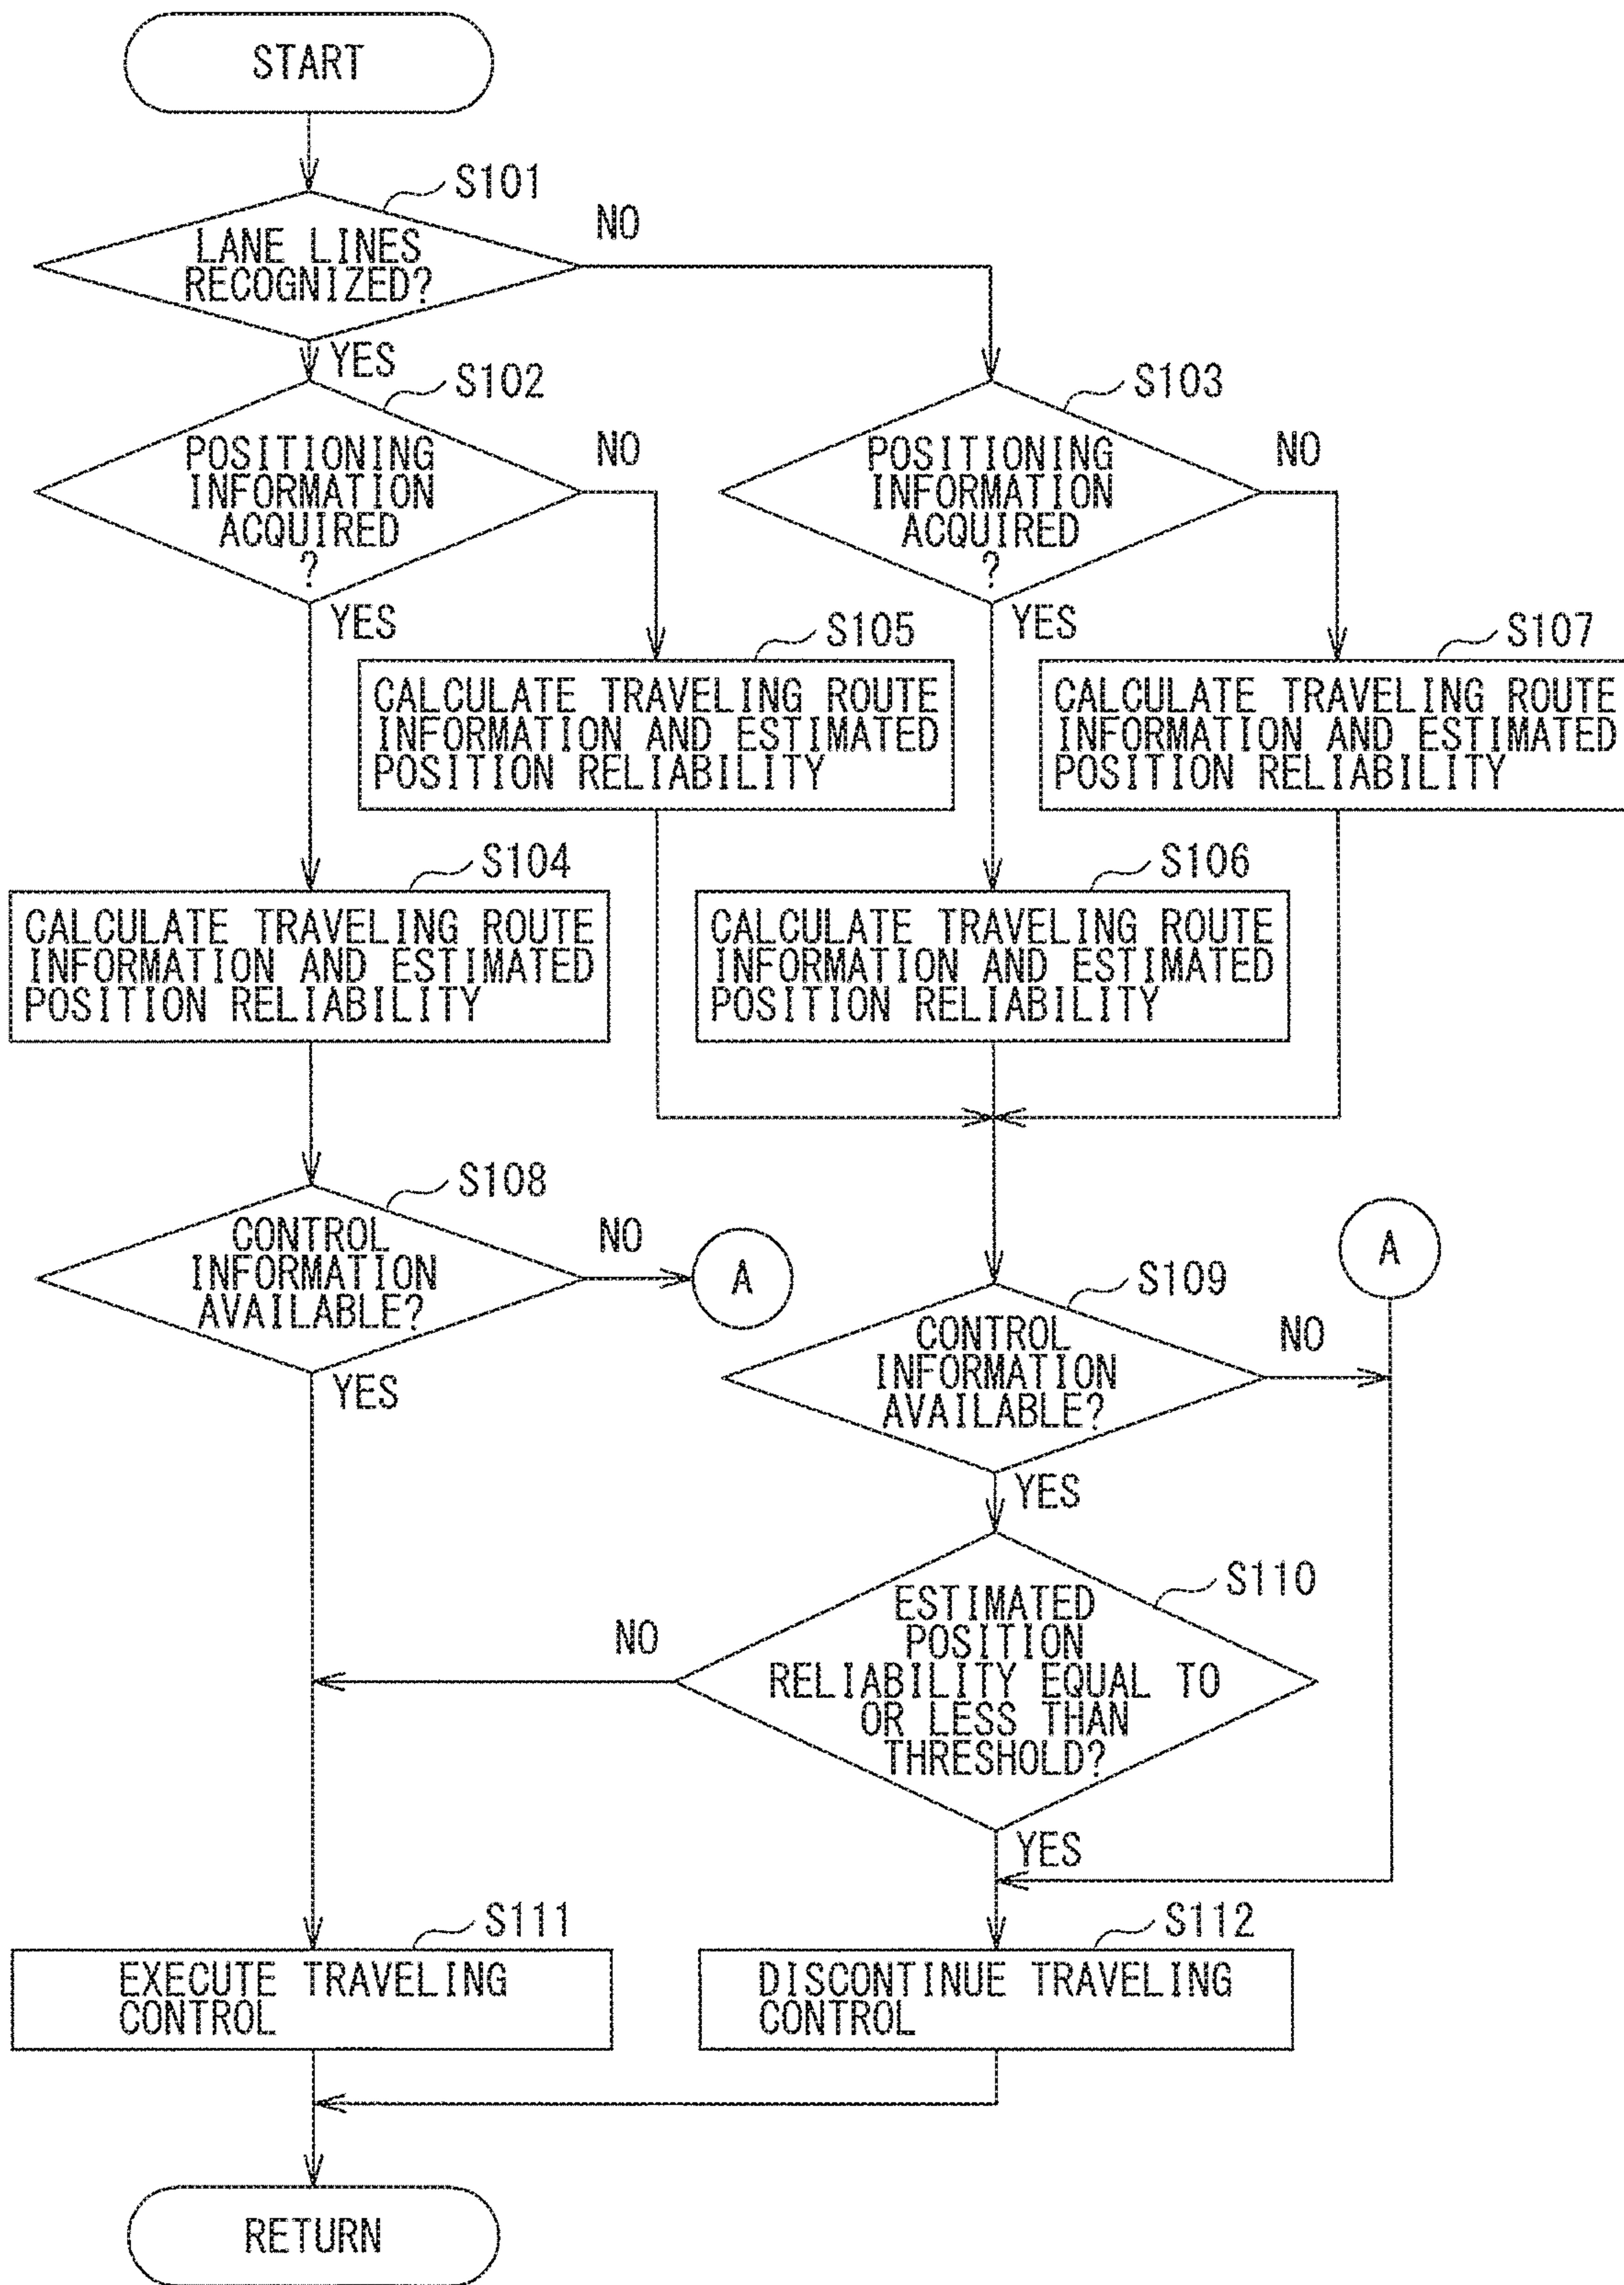 START
S101
LANE LINES
RECOGNIZED?
NO
YES
S102
POSITIONING
INFORMATION
ACQUIRED
?
NO
YES
S103
POSITIONING
INFORMATION
ACQUIRED
?
NO
YES
S105
CALCULATE TRAVELING ROUTE
INFORMATION AND ESTIMATED
POSITION RELIABILITY
S107
CALCULATE TRAVELING ROUTE
INFORMATION AND ESTIMATED
POSITION RELIABILITY
S104
CALCULATE TRAVELING ROUTE
INFORMATION AND ESTIMATED
POSITION RELIABILITY
S106
CALCULATE TRAVELING ROUTE
INFORMATION AND ESTIMATED
POSITION RELIABILITY
S108
CONTROL
INFORMATION
AVAILABLE?
NO
A
YES
A
S109
CONTROL
INFORMATION
AVAILABLE?
NO
YES
S110
ESTIMATED
POSITION
RELIABILITY EQUAL TO
OR LESS THAN
THRESHOLD?
NO
YES
S111
EXECUTE TRAVELING
CONTROL
S112
DISCONTINUE TRAVELING
CONTROL
RETURN